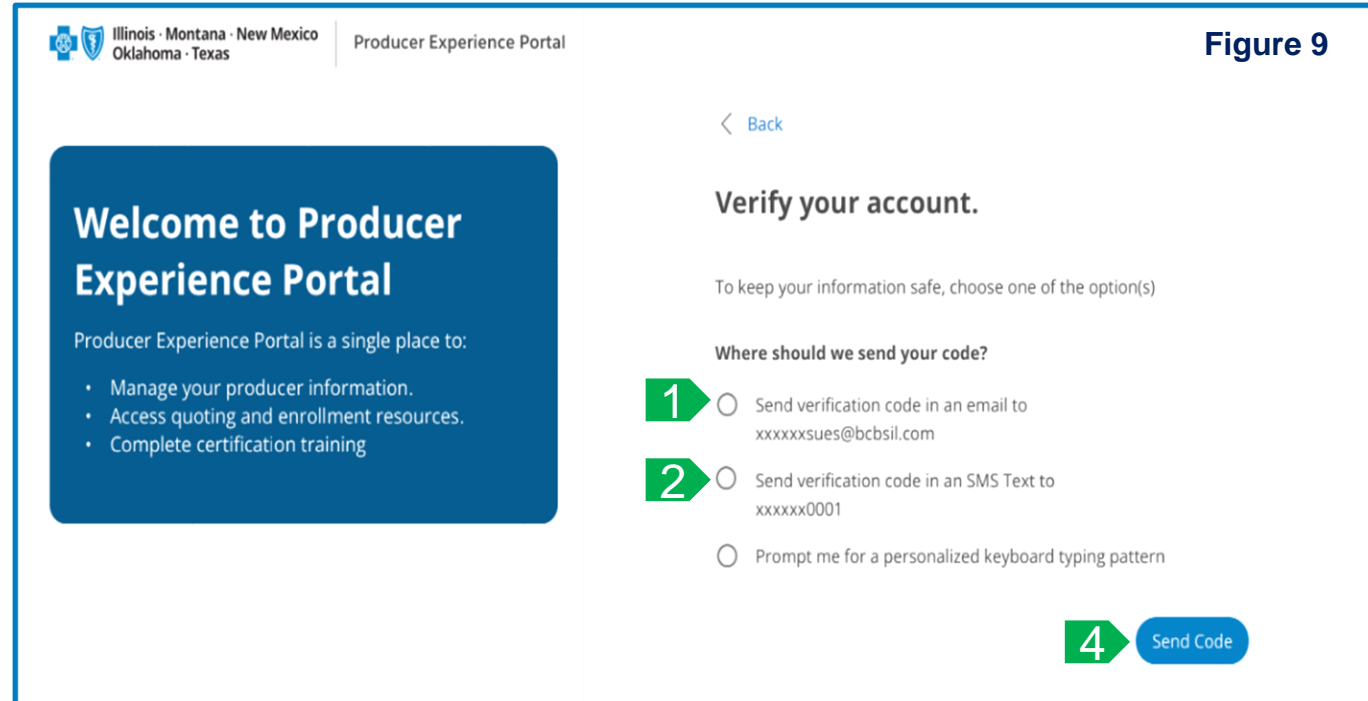 Illinois · Montana · New Mexico
Oklahoma · Texas
Producer Experience Portal
Figure 9
Back
Welcome to Producer
Experience Portal
Producer Experience Portal is a single place to:
• Manage your producer information.
• Access quoting and enrollment resources.
• Complete certification training
Verify your account.
To keep your information safe, choose one of the option(s)
Where should we send your code?
1
Send verification code in an email to
xxxxxxsues@bcbsil.com
2
Send verification code in an SMS Text to
xxxxxx0001
Prompt me for a personalized keyboard typing pattern
4
Send Code